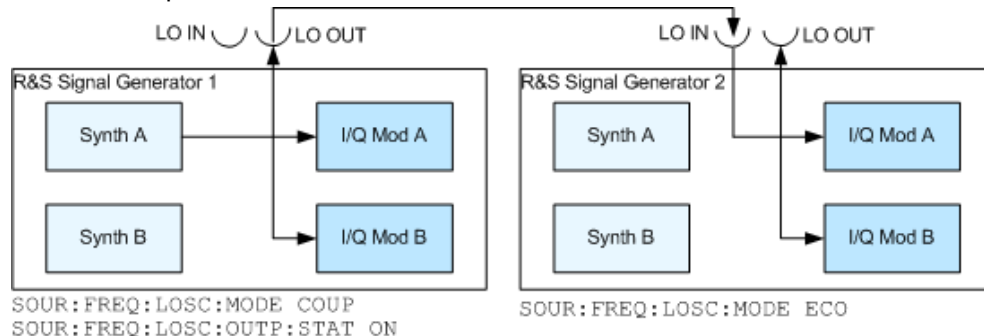 LO IN LO OUT LO IN LO OUT
R&S Signal Generator 1 R&S Signal Generator 2
Synth A I/Q Mod A Synth A I/Q Mod A
Synth B I/Q Mod B Synth B I/Q Mod B
SOUR:FREQ:LOSC:MODE COUP SOUR:FREQ:LOSC:MODE ECO
SOUR:FREQ:LOSC:OUTP:STAT ON